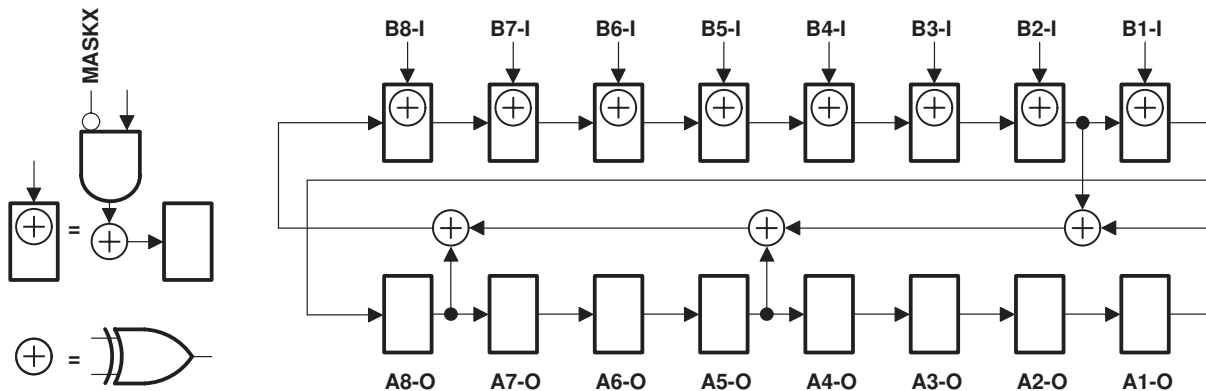 MASKX
=
=
B8-I B7-I B6-I B5-I B4-I B3-I B2-I B1-I
A8-O A7-O A6-O A5-O A4-O A3-O A2-O A1-O